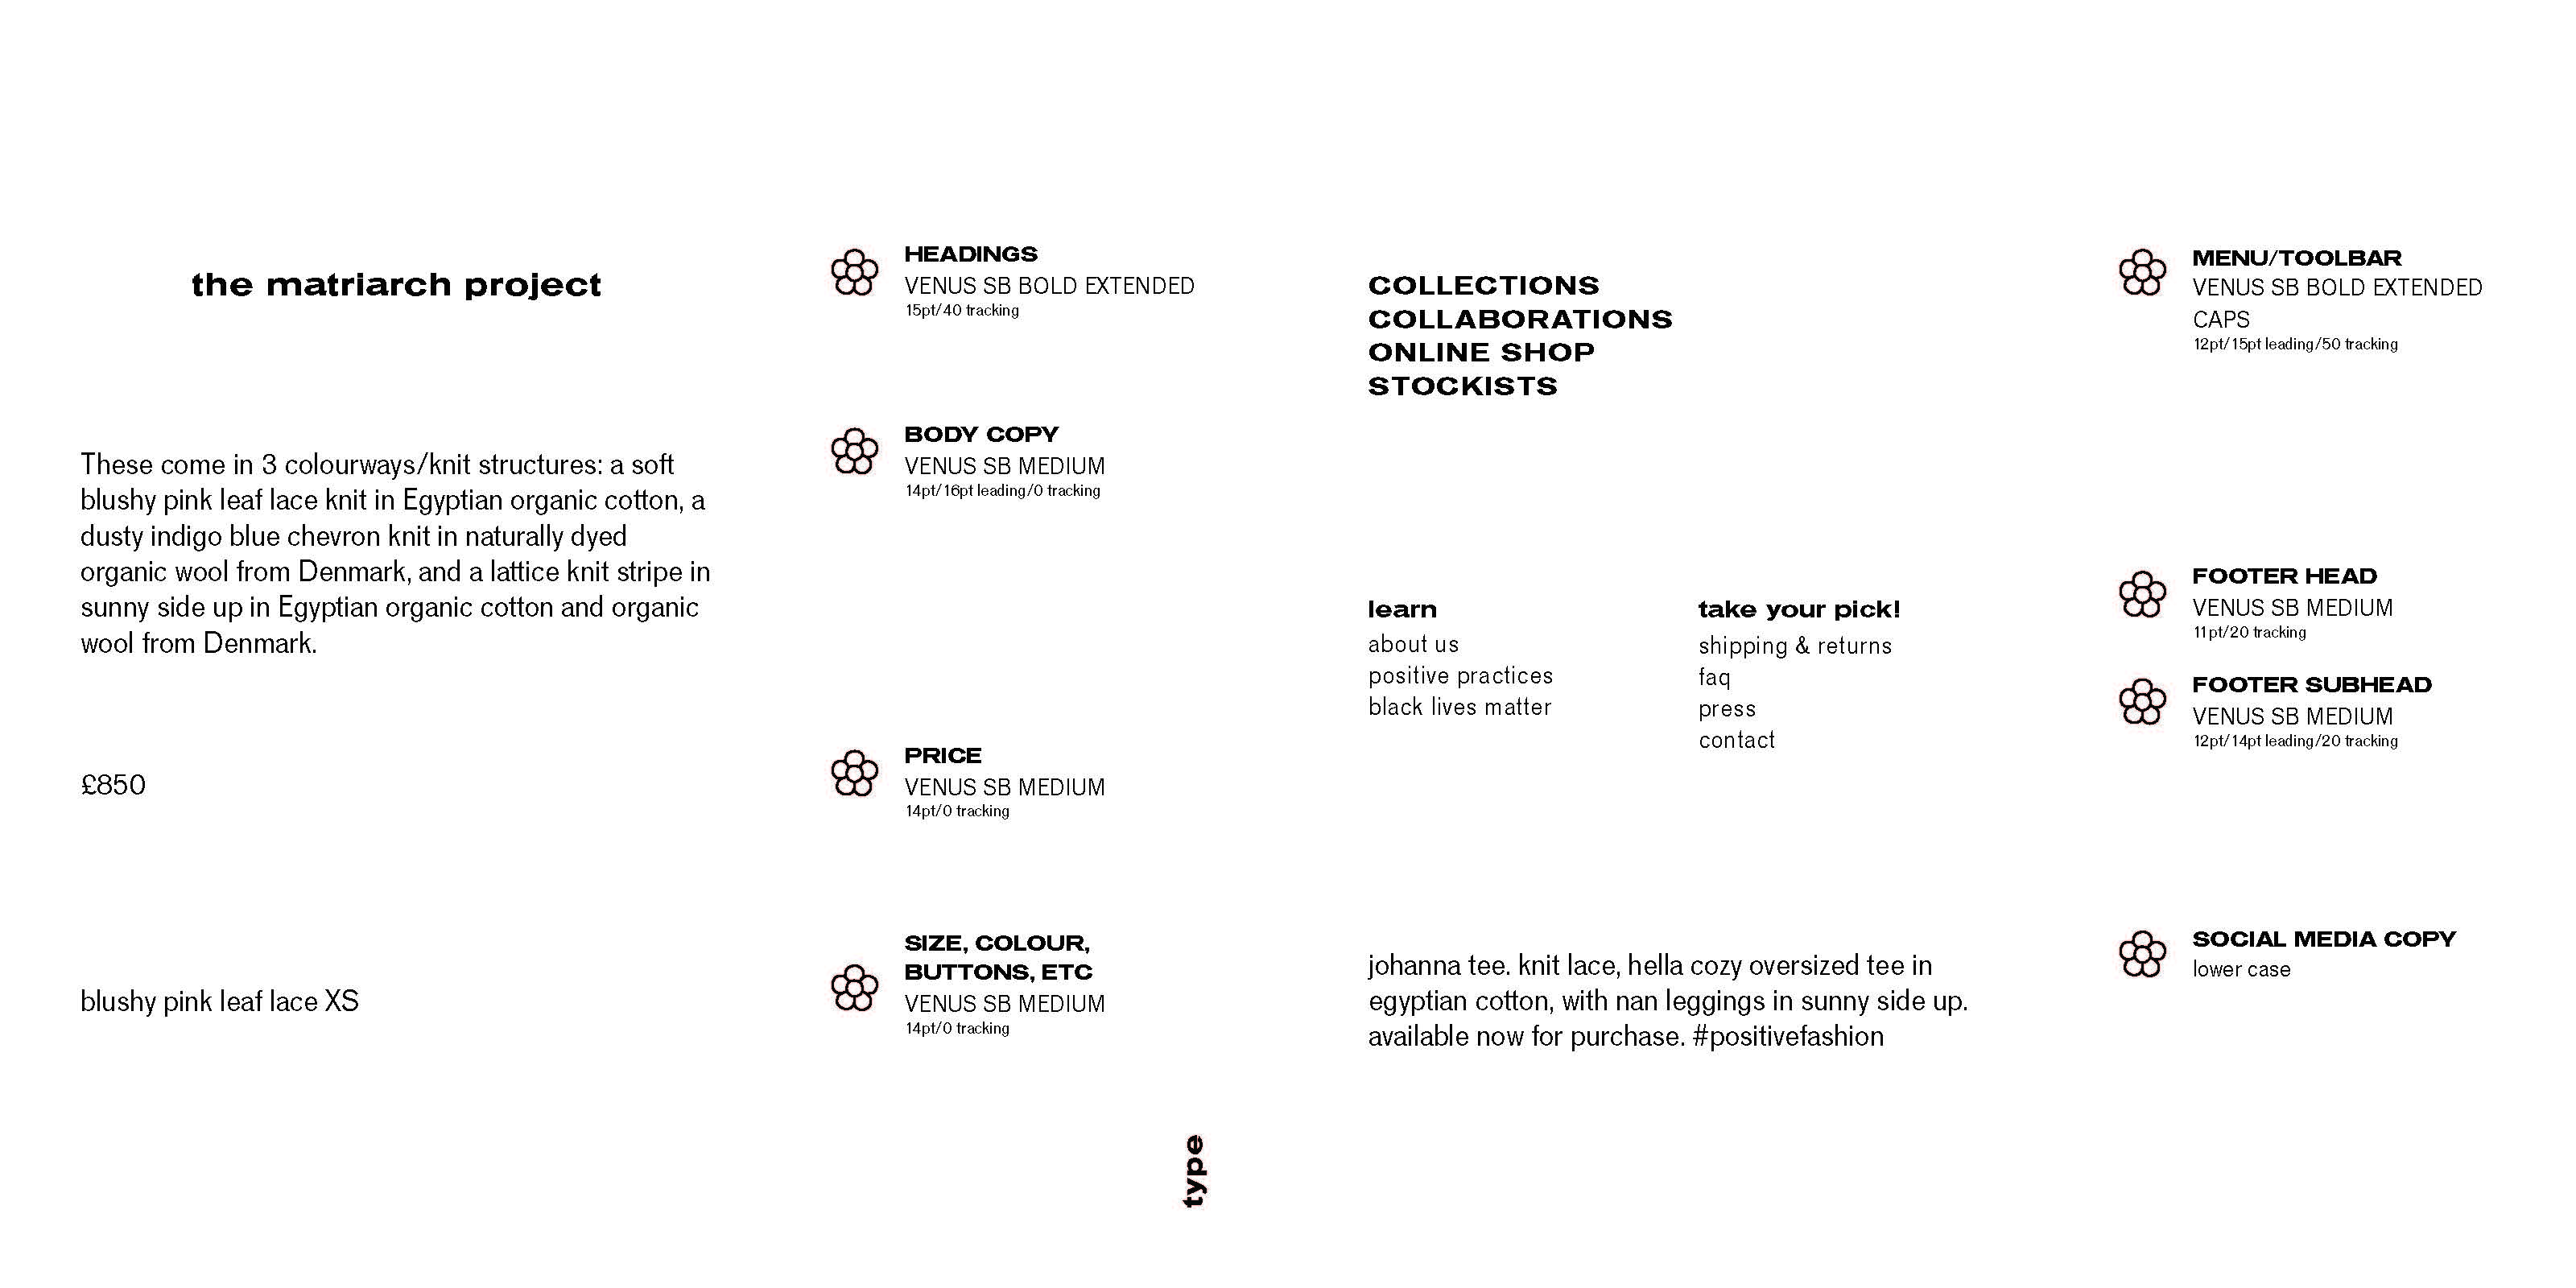 the matriarch project
HEADINGS
VENUS SB BOLD EXTENDED
15pt/40 tracking
These come in 3 colourways/knit structures: a soft
blushy pink leaf lace knit in Egyptian organic cotton, a
dusty indigo blue chevron knit in naturally dyed
organic wool from Denmark, and a lattice knit stripe in
sunny side up in Egyptian organic cotton and organic
wool from Denmark.
BODY COPY
VENUS SB MEDIUM
14pt/16pt leading/0 tracking
£850
PRICE
VENUS SB MEDIUM
14pt/0 tracking
blushy pink leaf lace XS
SIZE, COLOUR,
BUTTONS, ETC
VENUS SB MEDIUM
14pt/0 tracking
type
COLLECTIONS
COLLABORATIONS
ONLINE SHOP
STOCKISTS
MENU/TOOLBAR
VENUS SB BOLD EXTENDED
CAPS
12pt/15pt leading/50 tracking
learn
about us
positive practices
black lives matter
take your pick!
shipping & returns
faq
press
contact
FOOTER HEAD
VENUS SB MEDIUM
11pt/20 tracking
FOOTER SUBHEAD
VENUS SB MEDIUM
12pt/14pt leading/20 tracking
johanna tee. knit lace, hella cozy oversized tee in
egyptian cotton, with nan leggings in sunny side up.
available now for purchase. #positivefashion
SOCIAL MEDIA COPY
lower case